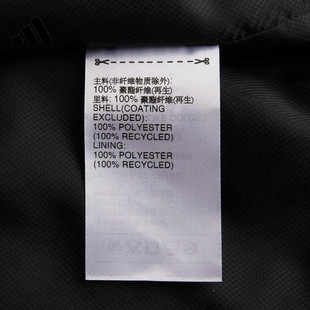 主料(非纤维物质除外):
100% 聚酯纤维(再生)
里料: 100% 聚酯纤维(再生)
SHELL(COATING
EXCLUDED):
100% POLYESTER
(100% RECYCLED)
LINING:
100% POLYESTER
(100% RECYCLED)